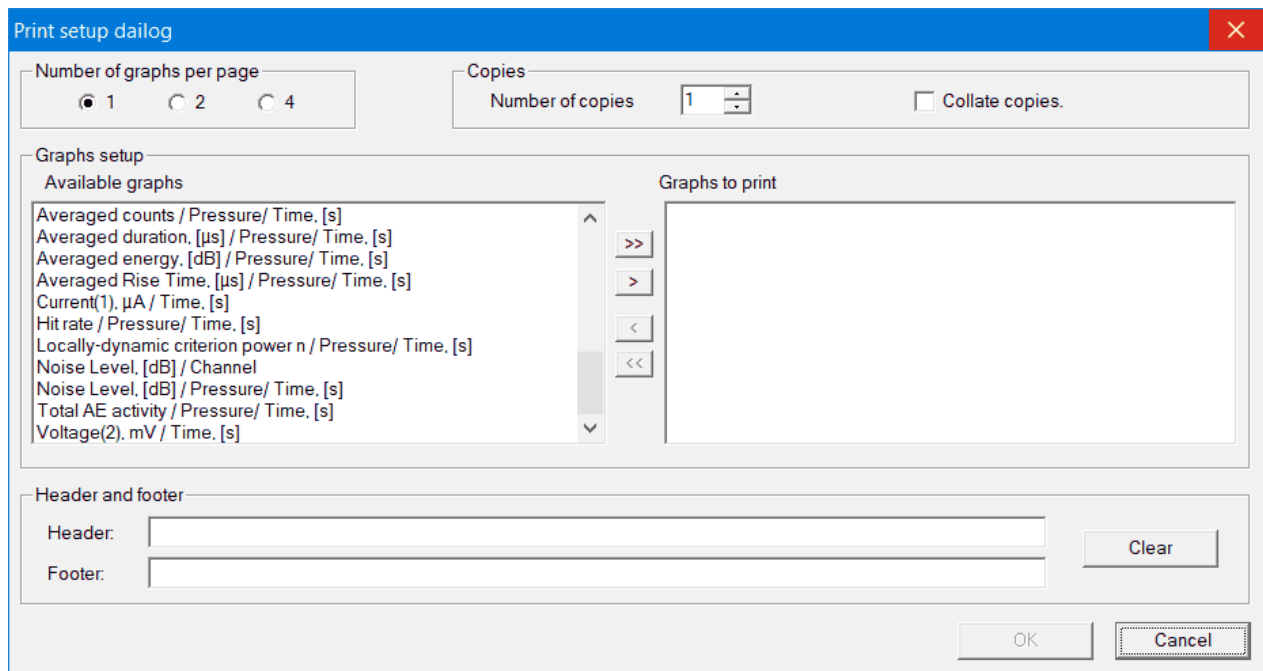 Print setup dailog
Number of graphs per page
1 2 4
Copies
Number of copies 1 Collate copies.
Graphs setup
Available graphs
Graphs to print
Averaged counts / Pressure/ Time, [s]
Averaged duration, [µs] / Pressure/ Time, [s]
Averaged energy, [dB] / Pressure/ Time, [s]
Averaged Rise Time, [µs] / Pressure/ Time, [s]
Current(1), µA / Time, [s]
Hit rate / Pressure/ Time, [s]
Locally-dynamic criterion power n / Pressure/ Time, [s]
Noise Level, [dB] / Channel
Noise Level, [dB] / Pressure/ Time, [s]
Total AE activity / Pressure/ Time, [s]
Voltage(2), mV / Time, [s]
>>
>
<
<<
Header and footer
Header:
Footer:
Clear
OK
Cancel